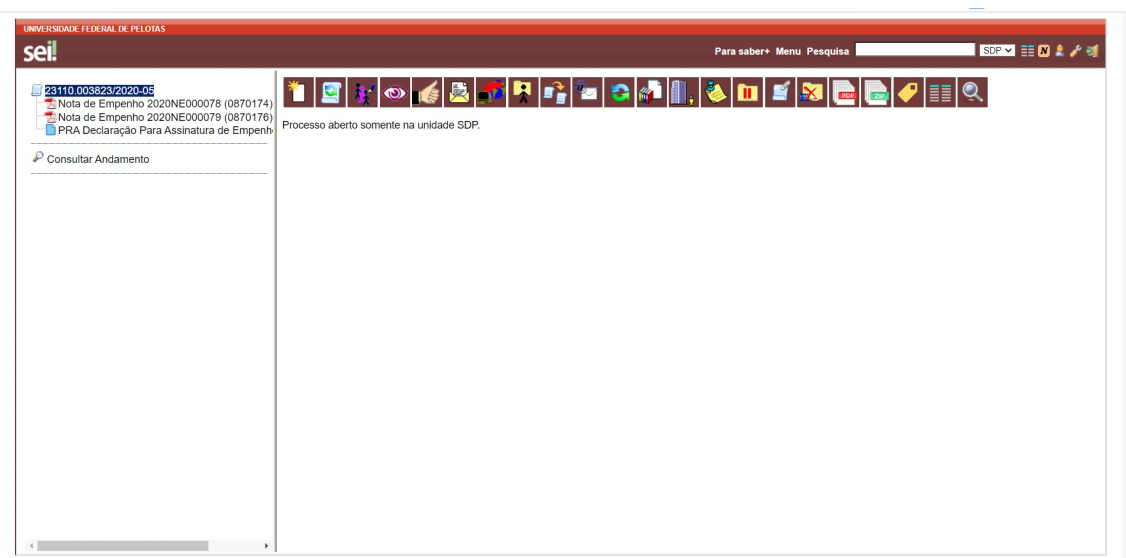 UNIVERSIDADE FEDERAL DE PELOTAS
sei!
Para saber+ Menu Pesquisa SDP
23110.003823/2020-05
Nota de Empenho 2020NE000078 (0870174)
Nota de Empenho 2020NE000079 (0870176)
PRA Declaração Para Assinatura de Empenh
Consultar Andamento
PDF
ZIP
Processo aberto somente na unidade SDP.